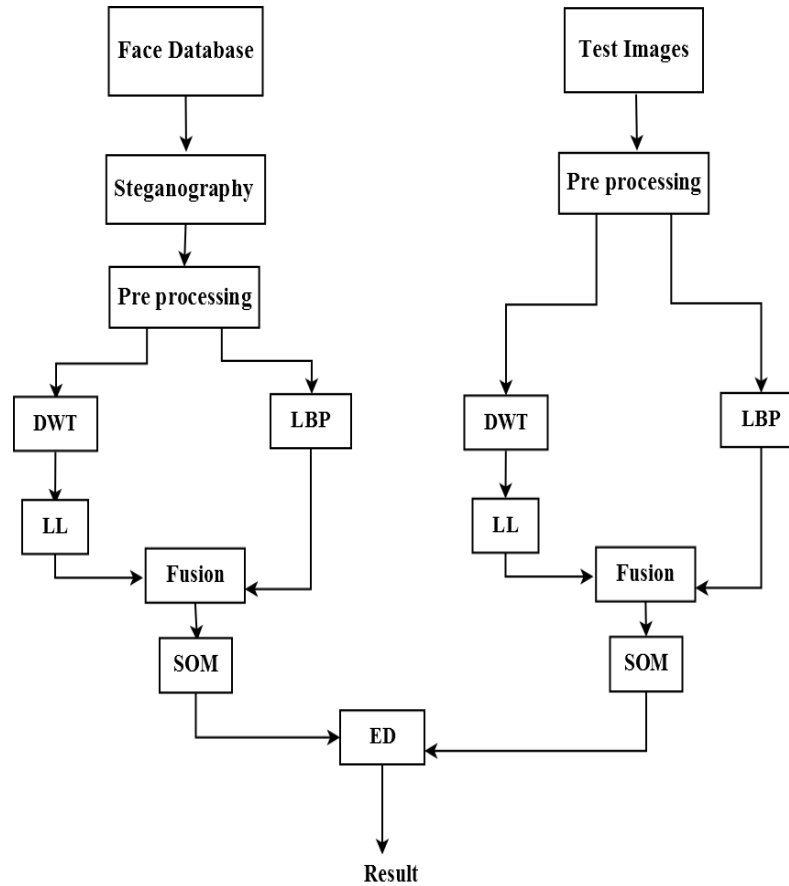 Face Database
Test Images
Steganography
Pre processing
Pre processing
DWT
LBP
DWT
LBP
LL
LL
Fusion
Fusion
SOM
SOM
ED
Result